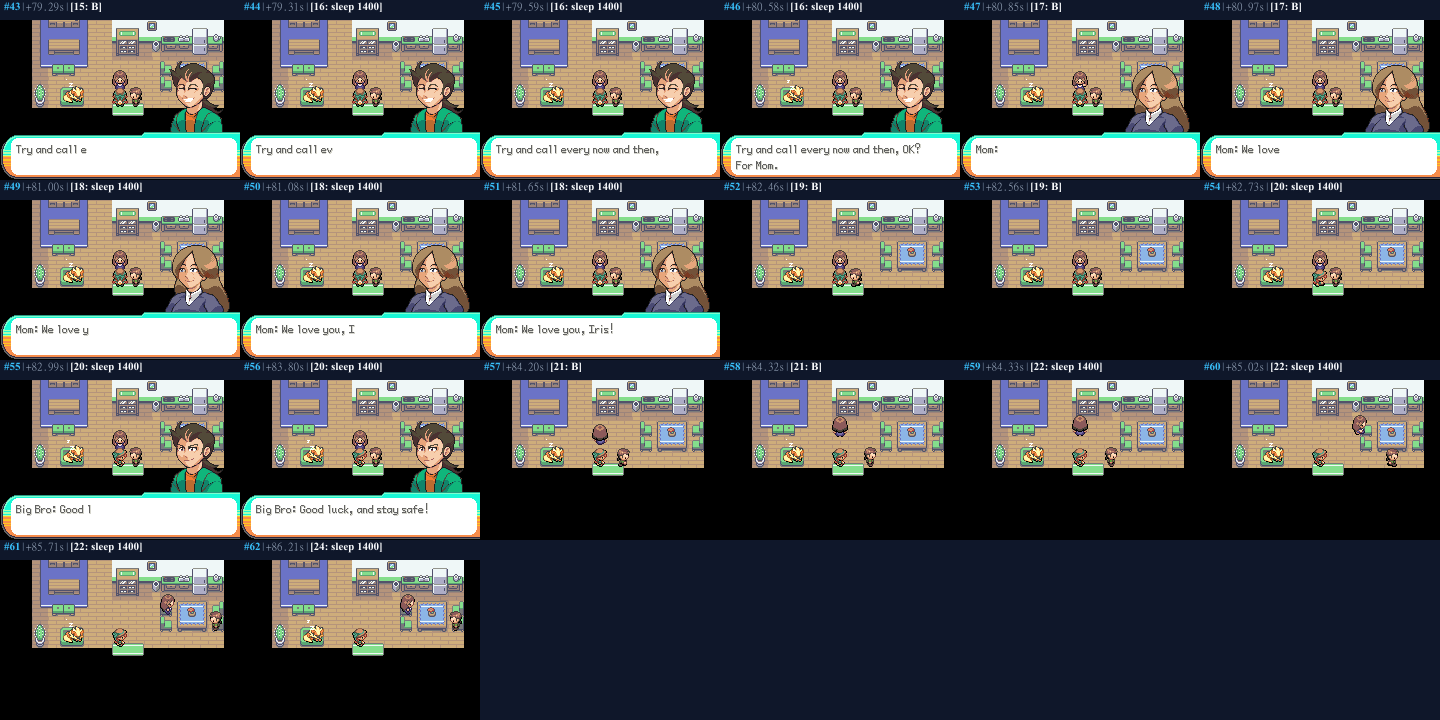 #43|+79.29s|[15: B]
#44|+79.31s|[16: sleep 1400]
#45|+79.59s|[16: sleep 1400]
#46|+80.58s|[16: sleep 1400]
#47|+80.85s|[17: B]
#48|+80.97s|[17: B]
Try and call e
Try and call ev
Try and call every now and then,
Try and call every now and then, OK?
For Mom.
Mom:
Mom: We love
#49|+81.00s|[18: sleep 1400]
#50|+81.08s|[18: sleep 1400]
#51|+81.65s|[18: sleep 1400]
#52|+82.46s|[19: B]
#53|+82.56s|[19: B]
#54|+82.73s|[20: sleep 1400]
Mom: We love y
Mom: We love you, I
Mom: We love you, Iris!
#55|+82.99s|[20: sleep 1400]
#56|+83.80s|[20: sleep 1400]
#57|+84.20s|[21: B]
#58|+84.32s|[21: B]
#59|+84.33s|[22: sleep 1400]
#60|+85.02s|[22: sleep 1400]
Big Bro: Good l
Big Bro: Good luck, and stay safe!
#61|+85.71s|[22: sleep 1400]
#62|+86.21s|[24: sleep 1400]